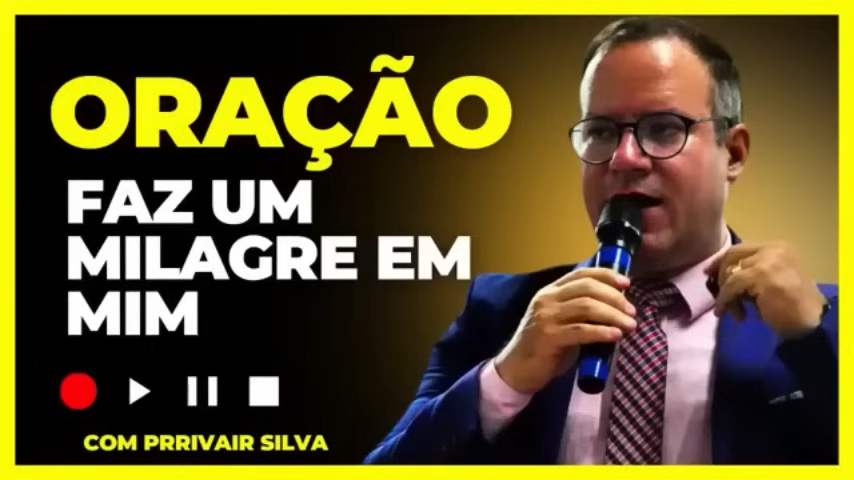 ORAÇÃO
FAZ UM
MILAGRE EM
MIM
COM PRRIVAIR SILVA